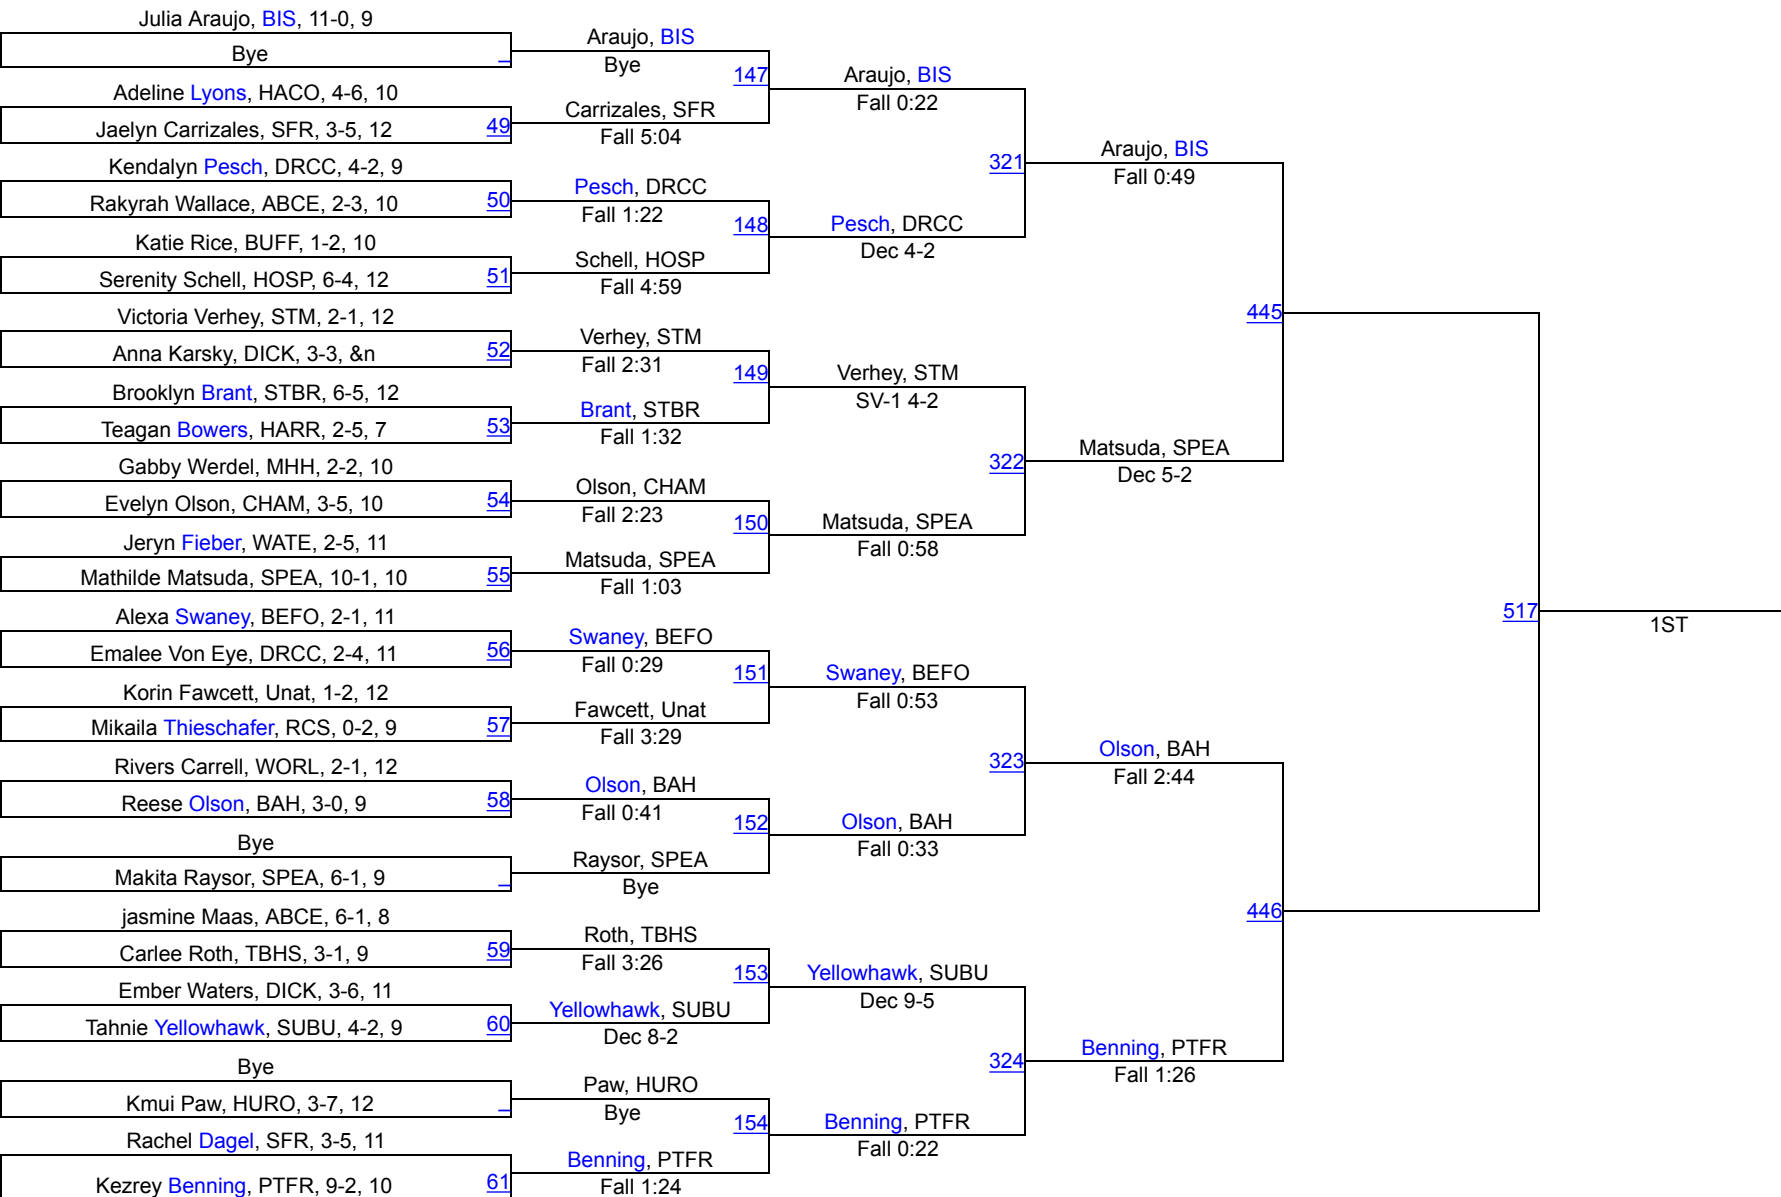 Julia Araujo, BIS, 11-0, 9
Bye
Adeline Lyons, HACO, 4-6, 10
Jaelyn Carrizales, SFR, 3-5, 12
49
Kendalyn Pesch, DRCC, 4-2, 9
Rakyrah Wallace, ABCE, 2-3, 10
50
Katie Rice, BUFF, 1-2, 10
Serenity Schell, HOSP, 6-4, 12
51
Victoria Verhey, STM, 2-1, 12
Anna Karsky, DICK, 3-3, &n
52
Brooklyn Brant, STBR, 6-5, 12
Teagan Bowers, HARR, 2-5, 7
53
Gabby Werdel, MHH, 2-2, 10
Evelyn Olson, CHAM, 3-5, 10
54
Jeryn Fieber, WATE, 2-5, 11
Mathilde Matsuda, SPEA, 10-1, 10
55
Alexa Swaney, BEFO, 2-1, 11
Emalee Von Eye, DRCC, 2-4, 11
56
Korin Fawcett, Unat, 1-2, 12
Mikaila Thieschafer, RCS, 0-2, 9
57
Rivers Carrell, WORL, 2-1, 12
Reese Olson, BAH, 3-0, 9
58
Bye
Makita Raysor, SPEA, 6-1, 9
jasmine Maas, ABCE, 6-1, 8
Carlee Roth, TBHS, 3-1, 9
59
Ember Waters, DICK, 3-6, 11
Tahnie Yellowhawk, SUBU, 4-2, 9
60
Bye
Kmui Paw, HURO, 3-7, 12
Rachel Dagel, SFR, 3-5, 11
Kezrey Benning, PTFR, 9-2, 10
61
Araujo, BIS
Bye
147
Carrizales, SFR
Fall 5:04
Pesch, DRCC
Fall 1:22
148
Schell, HOSP
Fall 4:59
Verhey, STM
Fall 2:31
149
Brant, STBR
Fall 1:32
Olson, CHAM
Fall 2:23
150
Matsuda, SPEA
Fall 1:03
Swaney, BEFO
Fall 0:29
151
Fawcett, Unat
Fall 3:29
Olson, BAH
Fall 0:41
152
Raysor, SPEA
Bye
Roth, TBHS
Fall 3:26
153
Yellowhawk, SUBU
Dec 8-2
Paw, HURO
Bye
154
Benning, PTFR
Fall 1:24
Araujo, BIS
Fall 0:22
321
Pesch, DRCC
Dec 4-2
Verhey, STM
SV-1 4-2
322
Matsuda, SPEA
Fall 0:58
Swaney, BEFO
Fall 0:53
323
Olson, BAH
Fall 0:33
Yellowhawk, SUBU
Dec 9-5
324
Benning, PTFR
Fall 0:22
Araujo, BIS
Fall 0:49
445
Matsuda, SPEA
Dec 5-2
Olson, BAH
Fall 2:44
446
Benning, PTFR
Fall 1:26
517
1ST